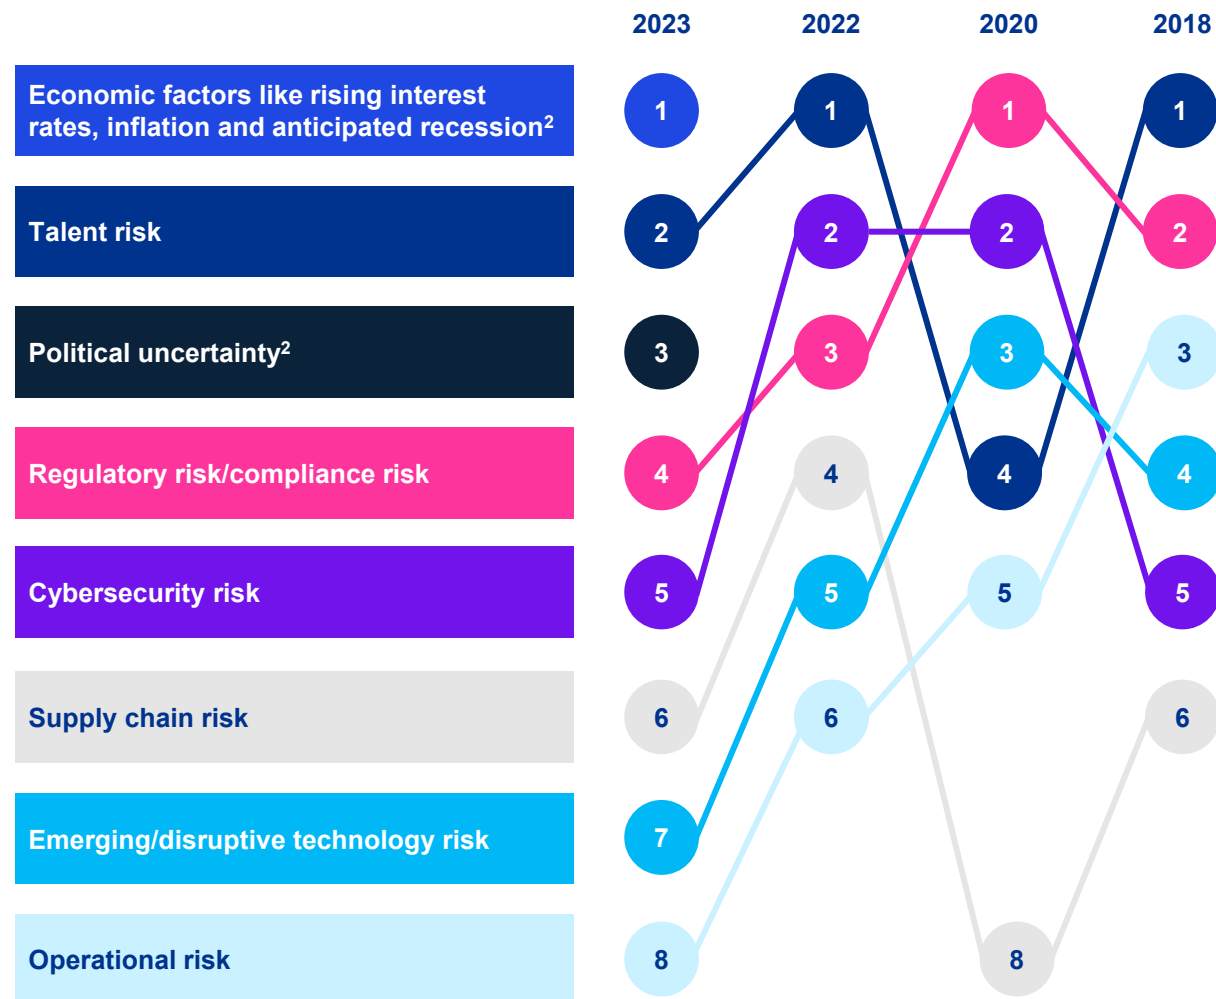 2023 2022 2020 2018
Economic factors like rising interest
rates, inflation and anticipated recession²
1 1 1 1
Talent risk
2 2 2 2
Political uncertainty²
3 3 3 3
Regulatory risk/compliance risk
4 4 4 4
Cybersecurity risk
5 5 5 5
Supply chain risk
6 6 6
Emerging/disruptive technology risk
7
Operational risk
8 8